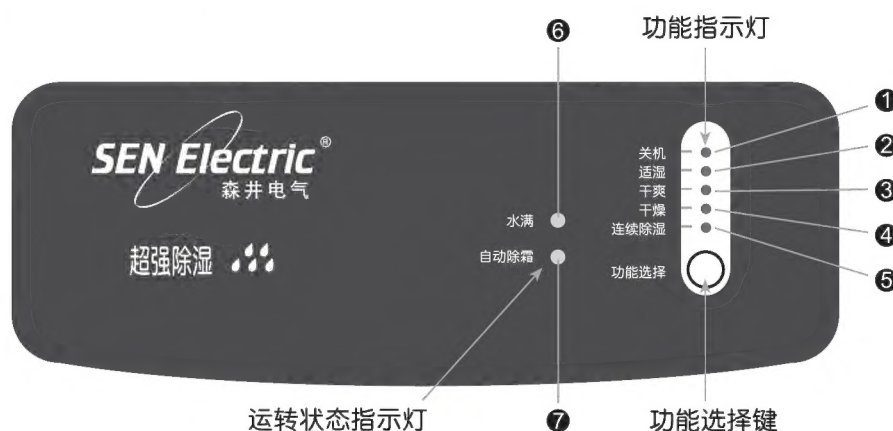 ❻
功能指示灯
❶
SEN Electric®
森井电气
关机
❷
适湿
❸
干爽
水满
干燥
❹
连续除湿
超强除湿
自动除霜
功能选择
❺
运转状态指示灯
❼
功能选择键